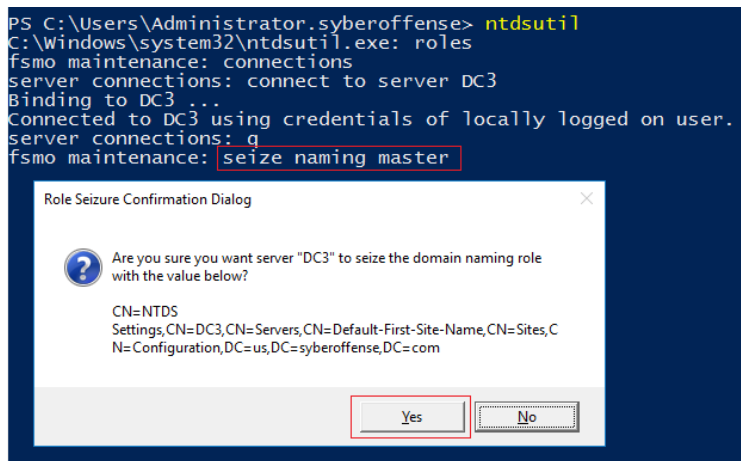 PS C:\Users\Administrator.syberoffense> ntdsutil
C:\Windows\system32\ntdsutil.exe: roles
fsmo maintenance: connections
server connections: connect to server DC3
Binding to DC3 ...
Connected to DC3 using credentials of locally logged on user.
server connections: q
fsmo maintenance: seize naming master
Role Seizure Confirmation Dialog
Are you sure you want server "DC3" to seize the domain naming role
with the value below?
CN=NTDS
Settings,CN=DC3,CN=Servers,CN=Default-First-Site-Name,CN=Sites,C
N=Configuration,DC=us,DC=syberoffense,DC=com
Yes
No